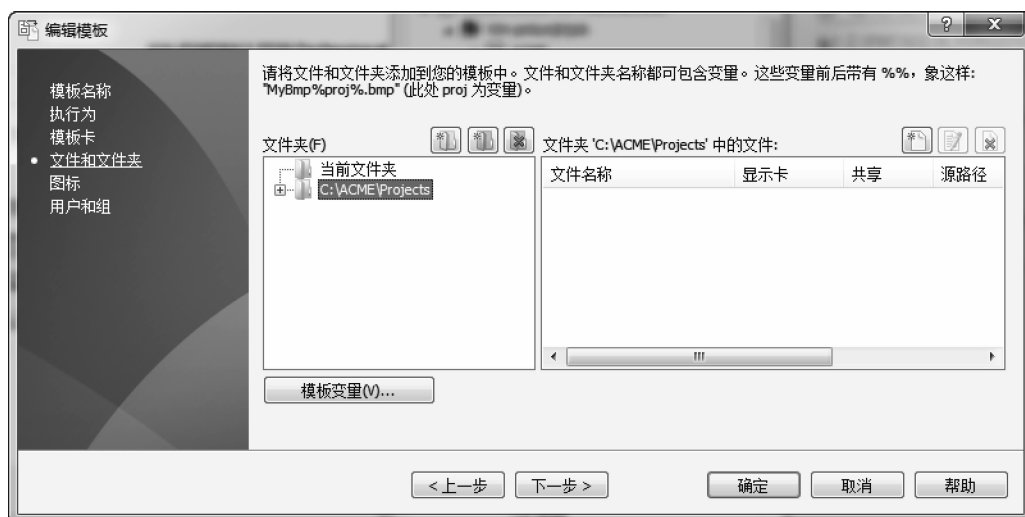 编辑模板
? X
请将文件和文件夹添加到您的模板中。文件和文件夹名称都可包含变量。这些变量前后带有 %%，象这样:
"MyBmp%proj%.bmp" (此处 proj 为变量)。
模板名称
执行为
模板卡
• 文件和文件夹
图标
用户和组
文件夹(F)
当前文件夹
C:\ACME\Projects
文件夹 'C:\ACME\Projects' 中的文件:
文件名称 显示卡 共享 源路径
模板变量(V)...
<上一步 下一步 > 确定 取消 帮助